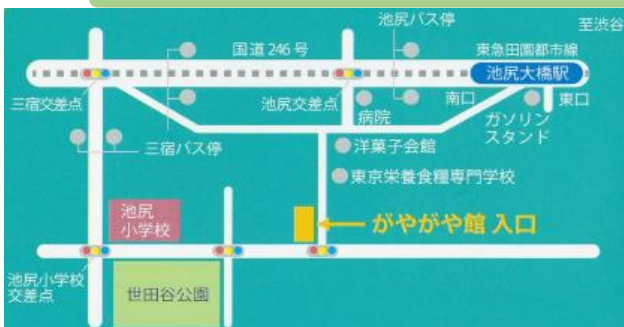 池尻バス停
至渋谷
国道246号
東急田園都市線
池尻大橋駅
三宿交差点
池尻交差点
病院
南口
東口
ガソリン
スタンド
三宿バス停
洋菓子会館
東京栄養食糧専門学校
池尻
小学校
がやがや館 入口
池尻小学校
交差点
世田谷公園